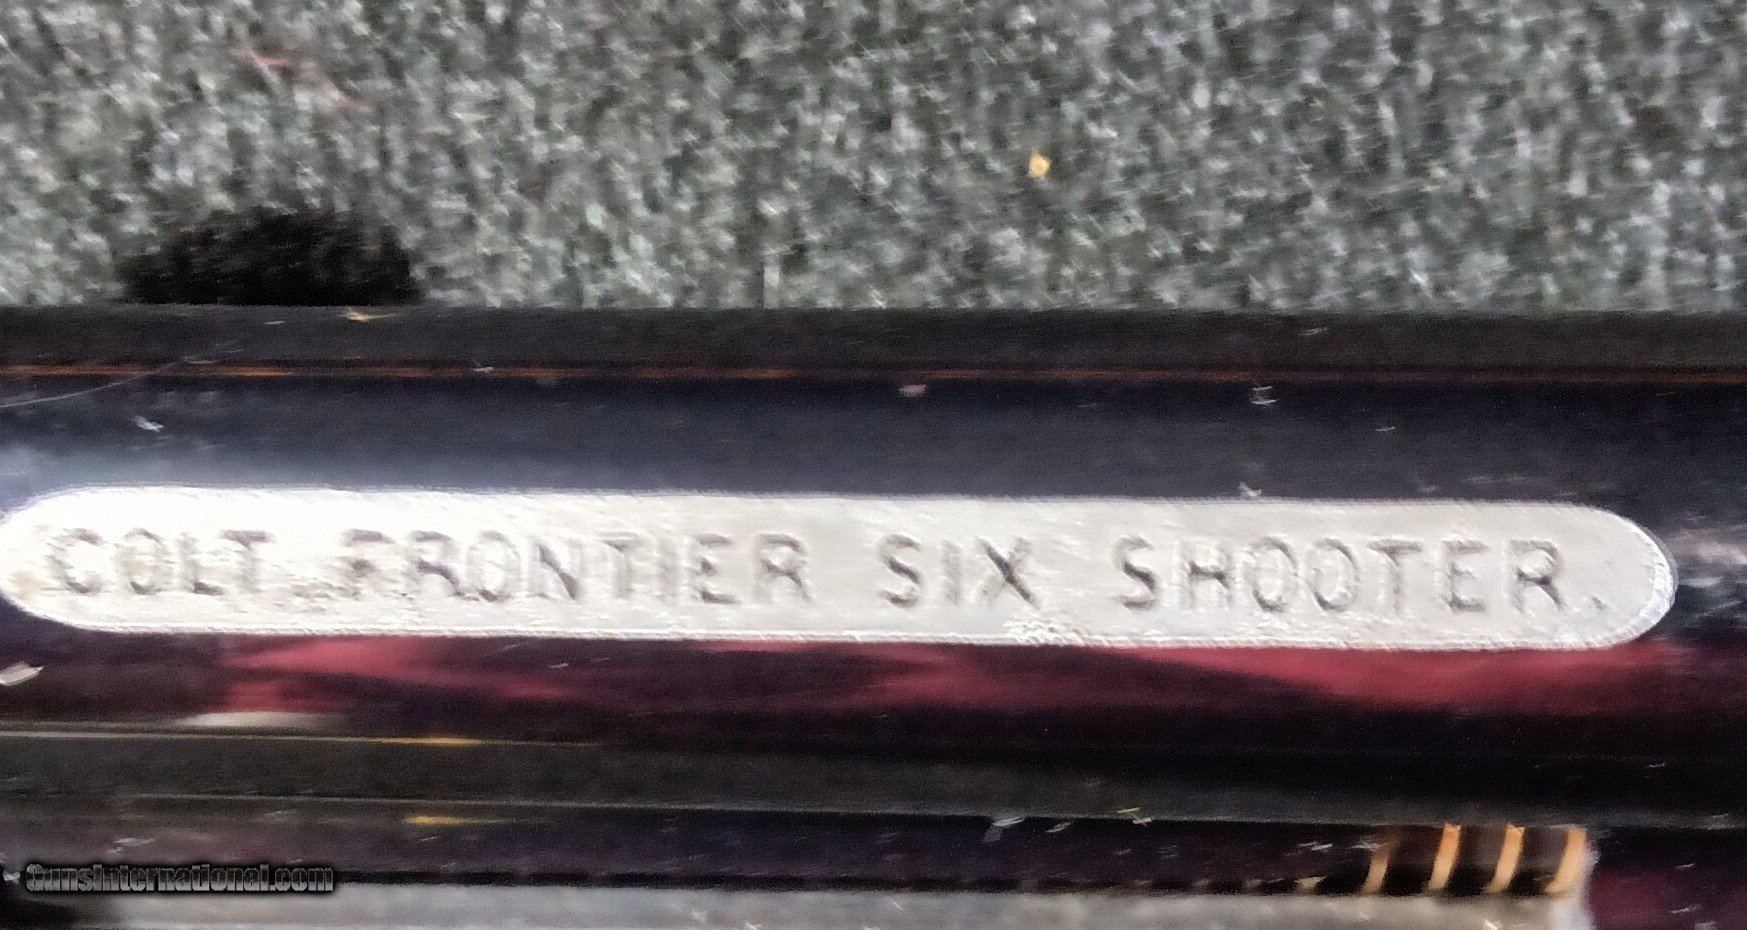 COLT FRONTIER SIX SHOOTER.
GunsInternational.com